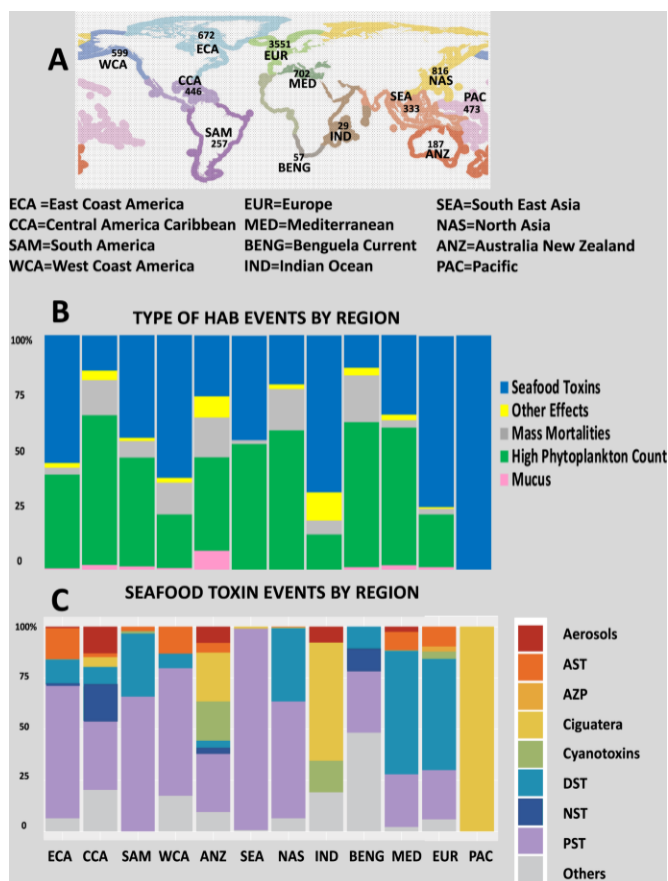 A
672
ECA
599
WCA
3551
EUR
702
MED
816
NAS
CCA
446
SEA
333
PAC
473
SAM
257
29
IND
57
BENG
187
ANZ
ECA =East Coast America
EUR=Europe
SEA=South East Asia
CCA=Central America Caribbean
MED=Mediterranean
NAS=North Asia
SAM=South America
BENG=Benguela Current
ANZ=Australia New Zealand
WCA=West Coast America
IND=Indian Ocean
PAC=Pacific
B
TYPE OF HAB EVENTS BY REGION
100%
75
50
25
0
Seafood Toxins
Other Effects
Mass Mortalities
High Phytoplankton Count
Mucus
C
SEAFOOD TOXIN EVENTS BY REGION
100%
75
50
25
0
Aerosols
AST
AZP
Ciguatera
Cyanotoxins
DST
NST
PST
Others
ECA CCA SAM WCA ANZ SEA NAS IND BENG MED EUR PAC